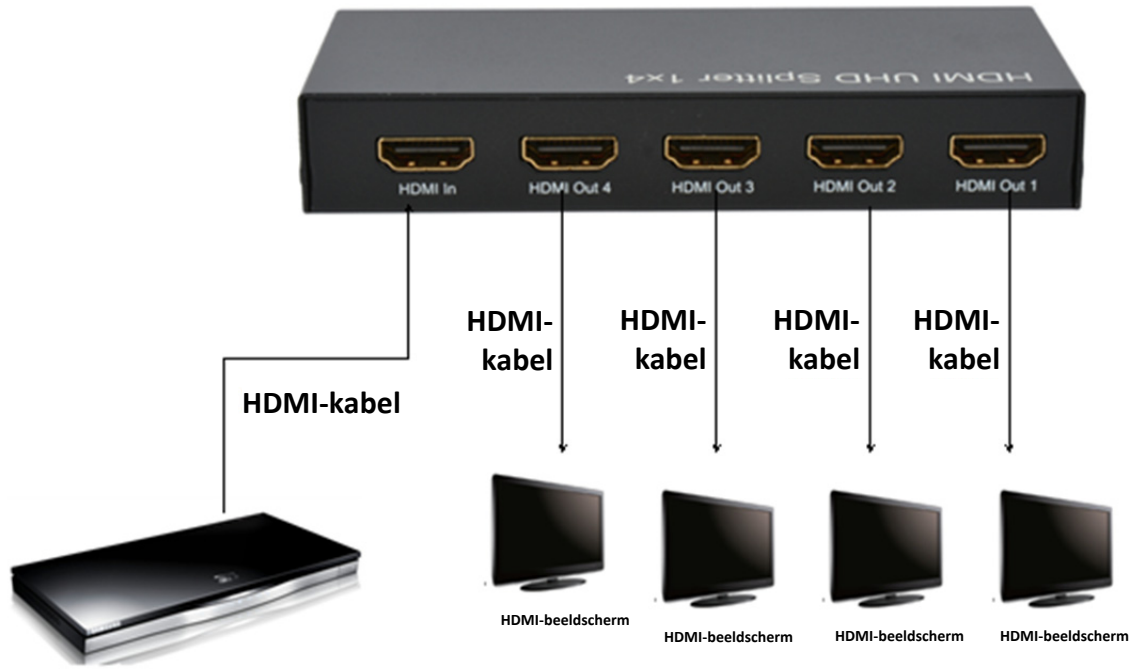 HDMI UHD Splitter 1x4
HDMI In
HDMI Out 4
HDMI Out 3
HDMI Out 2
HDMI Out 1
HDMI-
kabel
HDMI-
kabel
HDMI-
kabel
HDMI-
kabel
HDMI-kabel
HDMI-beeldscherm
HDMI-beeldscherm
HDMI-beeldscherm
HDMI-beeldscherm